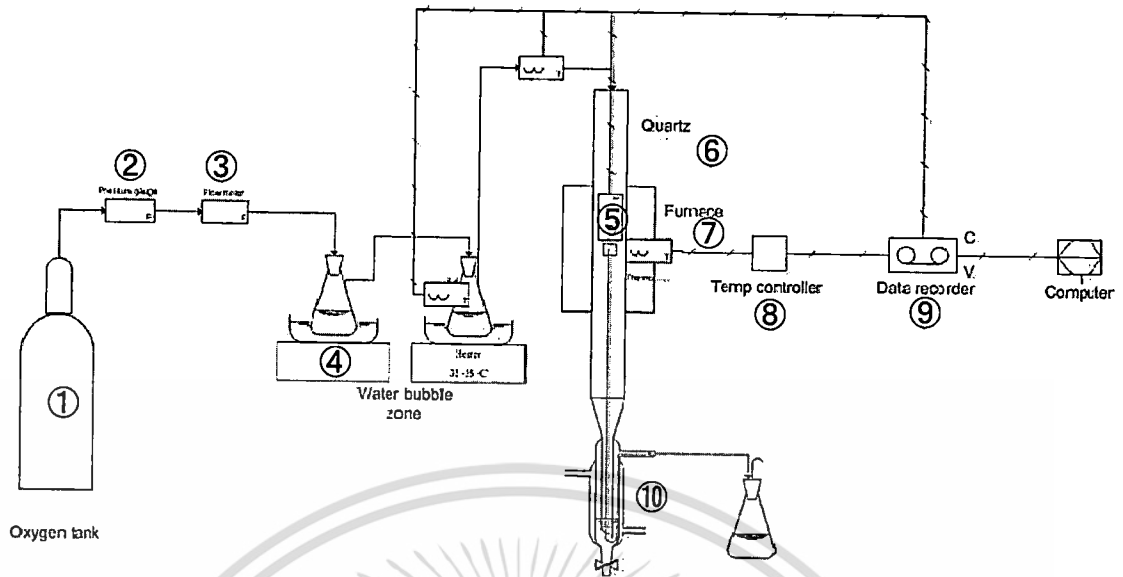 ②
③
Pressure gauge
Flow meter
Quartz
⑥
⑤
Furnace
⑦
C
V
Temp controller
⑧
Data recorder
⑨
Computer
④
Heater
①
Water bubble
zone
⑩
Oxygen tank